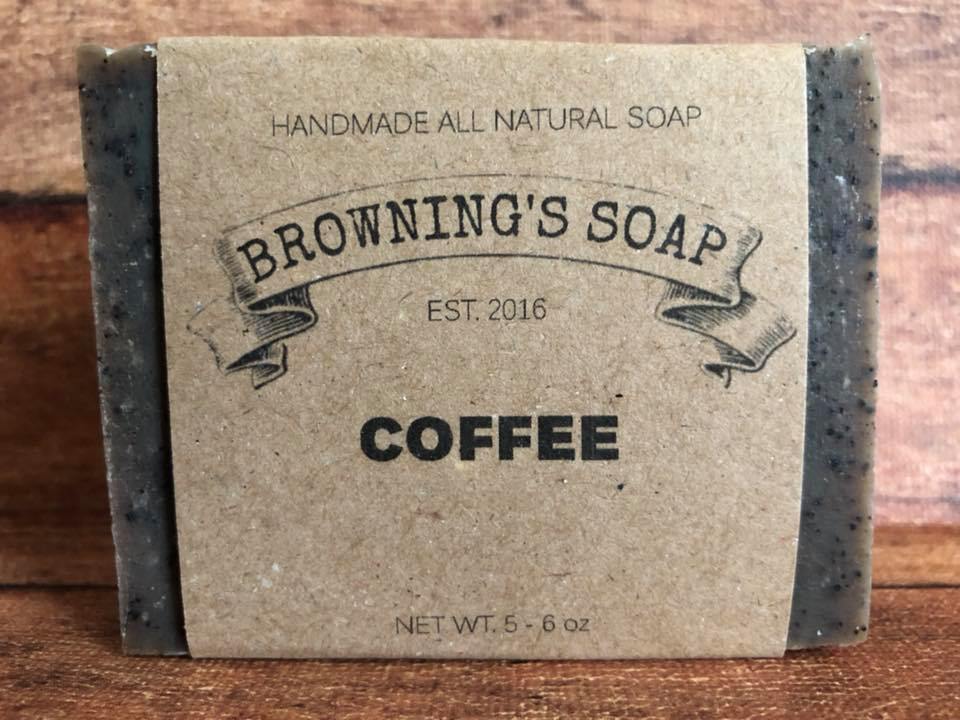 HANDMADE ALL NATURAL SOAP
BROWNING'S SOAP
EST. 2016
COFFEE
NET WT. 5 - 6 oz